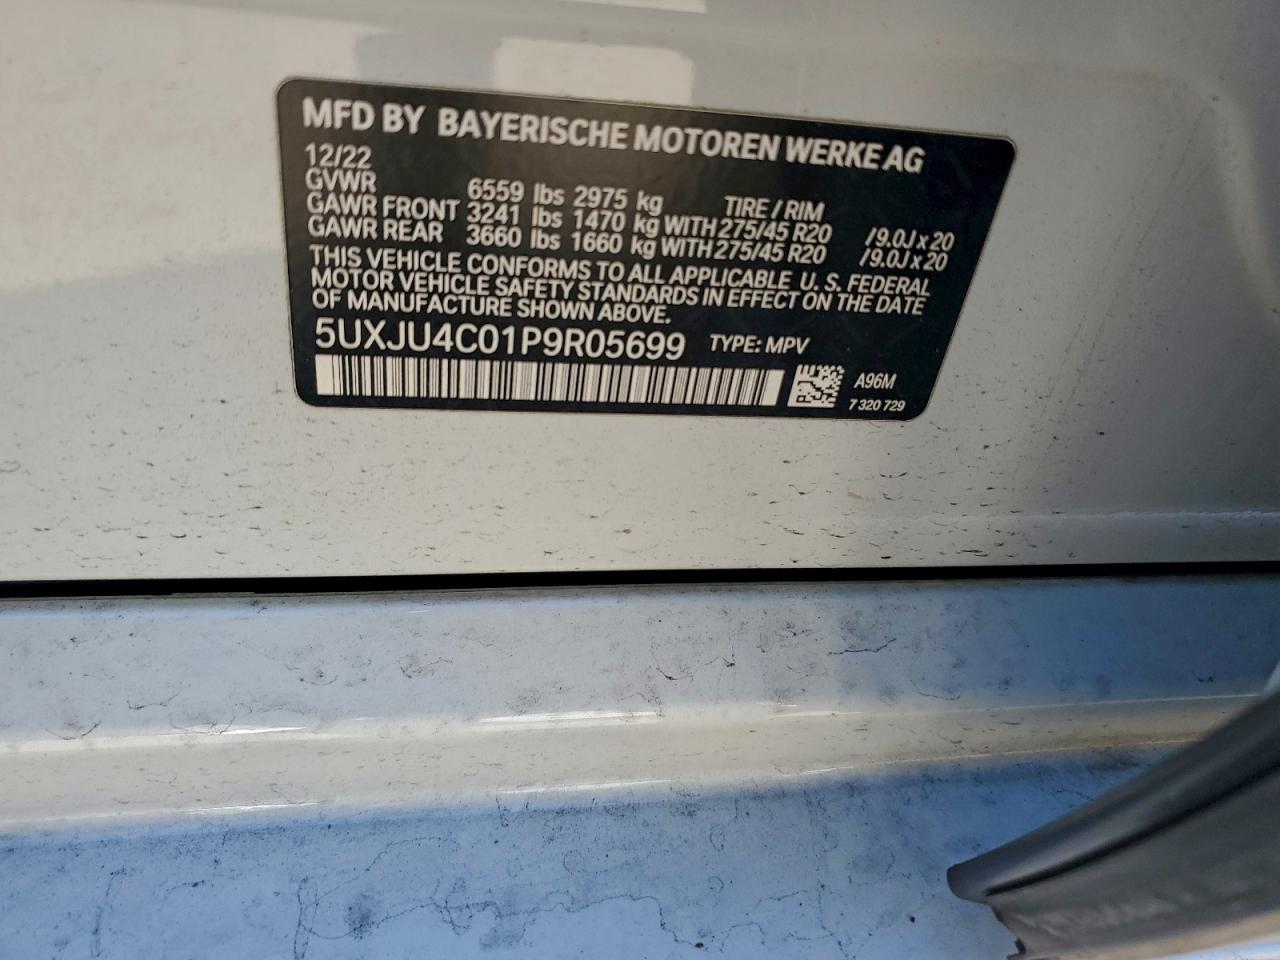 MFD BY BAYERISCHE MOTOREN WERKE AG
12/22
GVWR 6559 lbs 2975 kg TIRE / RIM
GAWR FRONT 3241 lbs 1470 kg WITH 275/45 R20 /9.0J x 20
GAWR REAR 3660 lbs 1660 kg WITH 275/45 R20 /9.0J x 20
THIS VEHICLE CONFORMS TO ALL APPLICABLE U. S. FEDERAL
MOTOR VEHICLE SAFETY STANDARDS IN EFFECT ON THE DATE
OF MANUFACTURE SHOWN ABOVE.
5UXJU4C01P9R05699 TYPE: MPV
A96M
7 320 729